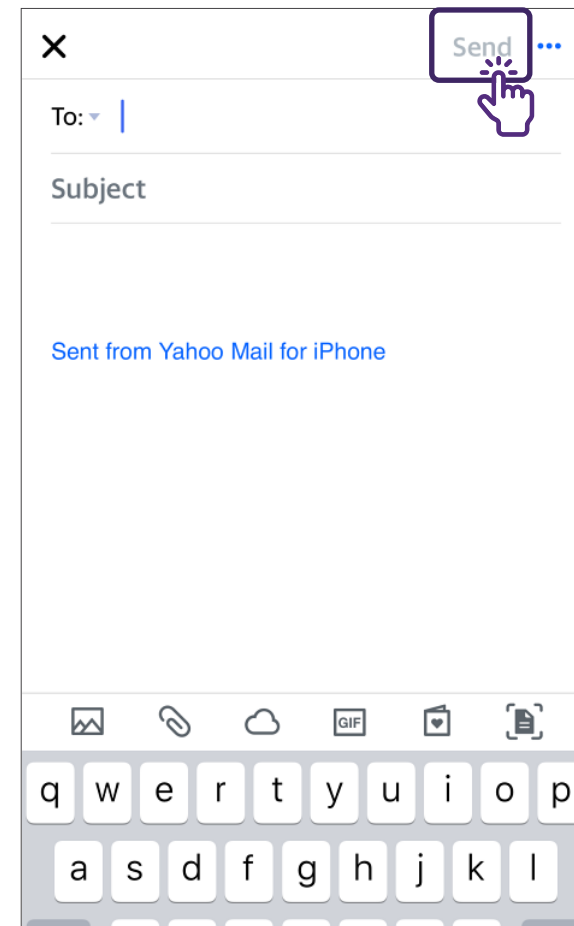 Send
To:
Subject
Sent from Yahoo Mail for iPhone
GIF
q w e r t y u i o p
a s d f g h j k l